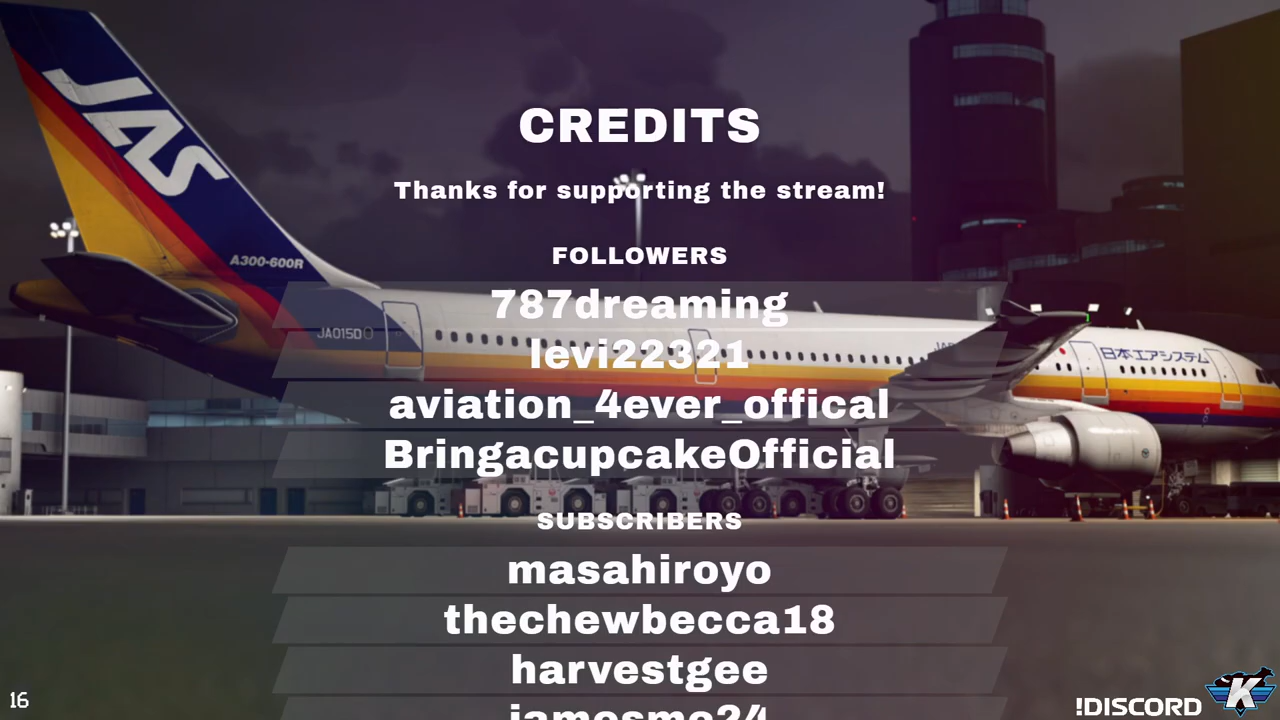 JAS
CREDITS
Thanks for supporting the stream!
FOLLOWERS
A300-600R
787dreaming
JA015D
levi22321
日本エアシステム
aviation_4ever_offical
BringacupcakeOfficial
SUBSCRIBERS
masahiroyo
thechewbecca18
harvestgee
jamesmo24
16
!DISCORD
K